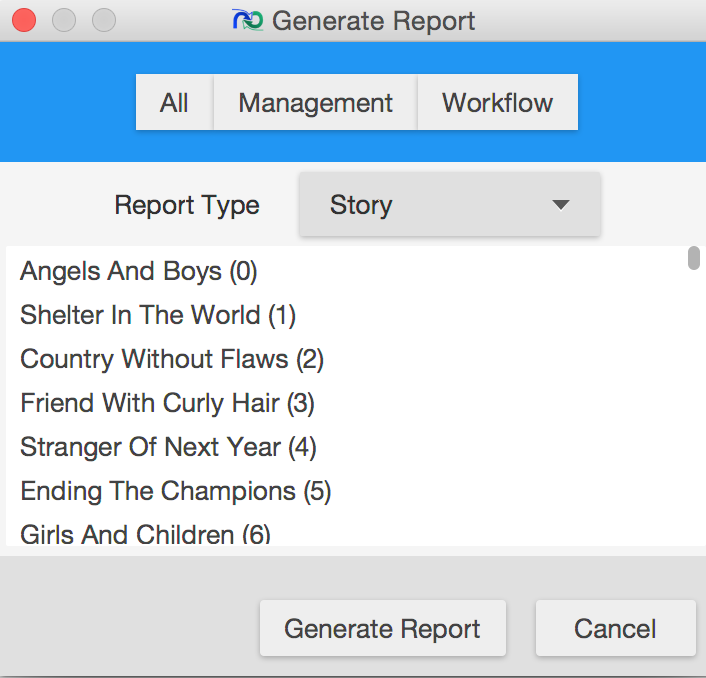 Generate Report
All Management Workflow
Report Type Story
Angels And Boys (0)
Shelter In The World (1)
Country Without Flaws (2)
Friend With Curly Hair (3)
Stranger Of Next Year (4)
Ending The Champions (5)
Girls And Children (6)
Generate Report Cancel